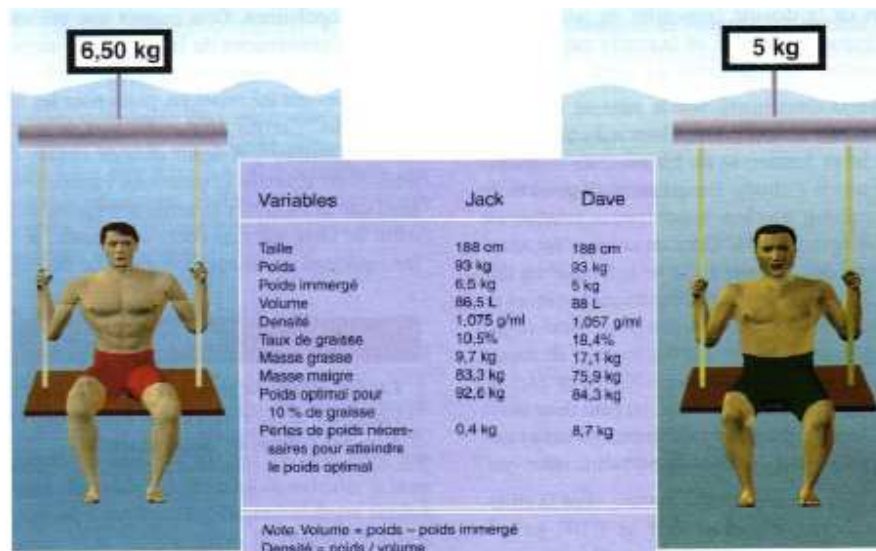 6,50 kg
5 kg
Variables Jack Dave
Taille 188 cm 188 cm
Poids 93 kg 93 kg
Poids immergé 6,5 kg 5 kg
Volume 86,5 L 88 L
Densité 1,075 g/ml 1,057 g/ml
Taux de graisse 10,5% 18,4%
Masse grasse 9,7 kg 17,1 kg
Masse maigre 83,3 kg 75,9 kg
Poids optimal pour 92,6 kg 84,3 kg
10 % de graisse
Pertes de poids néces- 0,4 kg 8,7 kg
saires pour atteindre
le poids optimal
Note. Volume = poids – poids immergé
Densité = poids / volume